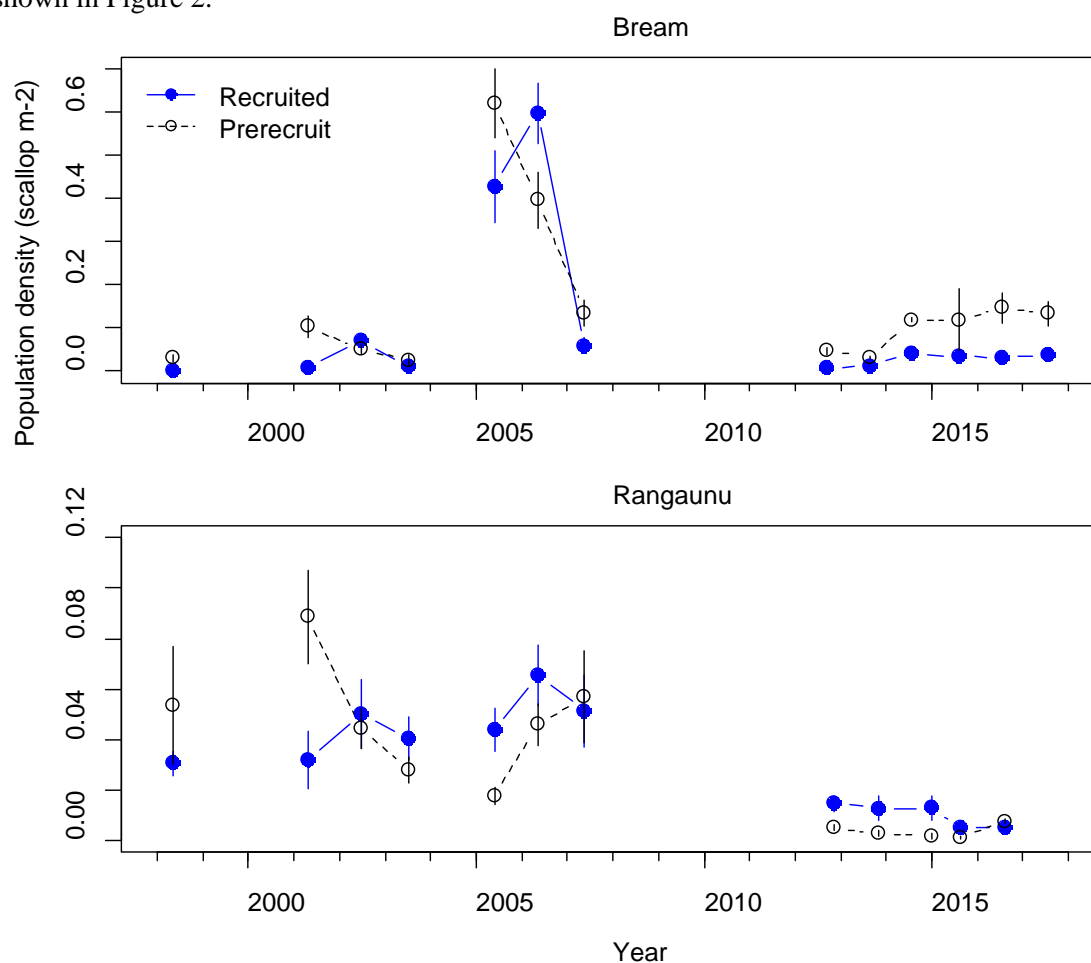 shown in Figure 2.
Bream
Population density (scallop m-2)
0.6
0.4
0.2
0.0
Recruited
Prerecruit
2000 2005 2010 2015
Rangaunu
0.12
0.08
0.04
0.00
2000 2005 2010 2015
Year